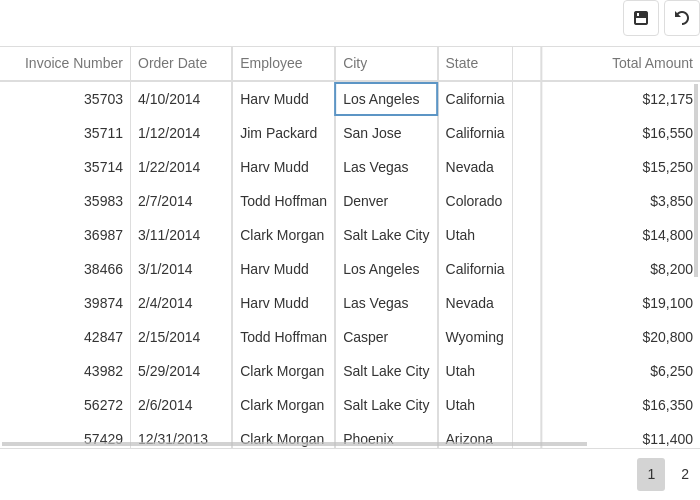 Invoice Number Order Date Employee City State Total Amount
35703 4/10/2014 Harv Mudd Los Angeles California $12,175
35711 1/12/2014 Jim Packard San Jose California $16,550
35714 1/22/2014 Harv Mudd Las Vegas Nevada $15,250
35983 2/7/2014 Todd Hoffman Denver Colorado $3,850
36987 3/11/2014 Clark Morgan Salt Lake City Utah $14,800
38466 3/1/2014 Harv Mudd Los Angeles California $8,200
39874 2/4/2014 Harv Mudd Las Vegas Nevada $19,100
42847 2/15/2014 Todd Hoffman Casper Wyoming $20,800
43982 5/29/2014 Clark Morgan Salt Lake City Utah $6,250
56272 2/6/2014 Clark Morgan Salt Lake City Utah $16,350
57429 12/31/2013 Clark Morgan Phoenix Arizona $11,400
1 2